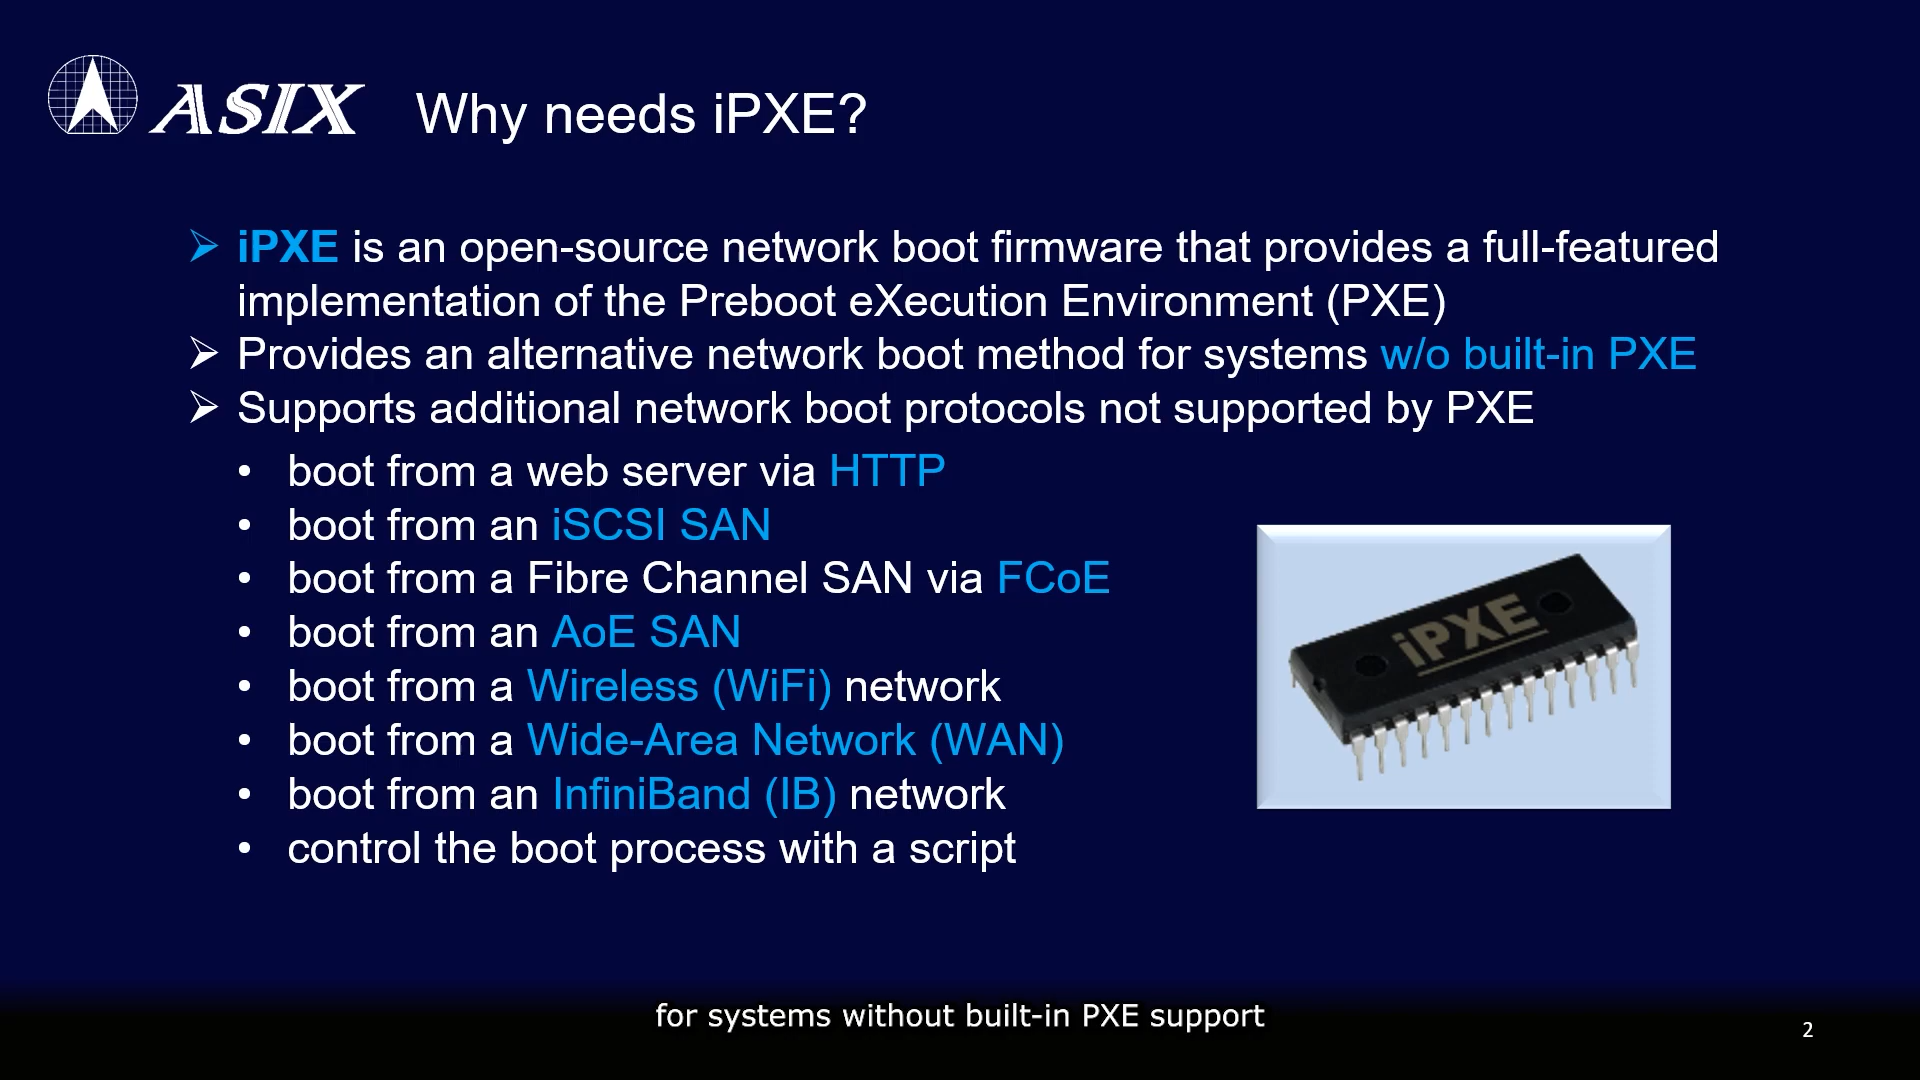 ASIX
Why needs iPXE?
➢ iPXE is an open-source network boot firmware that provides a full-featured
implementation of the Preboot eXecution Environment (PXE)
➢ Provides an alternative network boot method for systems w/o built-in PXE
➢ Supports additional network boot protocols not supported by PXE
• boot from a web server via HTTP
• boot from an iSCSI SAN
• boot from a Fibre Channel SAN via FCoE
• boot from an AoE SAN
• boot from a Wireless (WiFi) network
• boot from a Wide-Area Network (WAN)
• boot from an InfiniBand (IB) network
• control the boot process with a script
iPXE
for systems without built-in PXE support
2